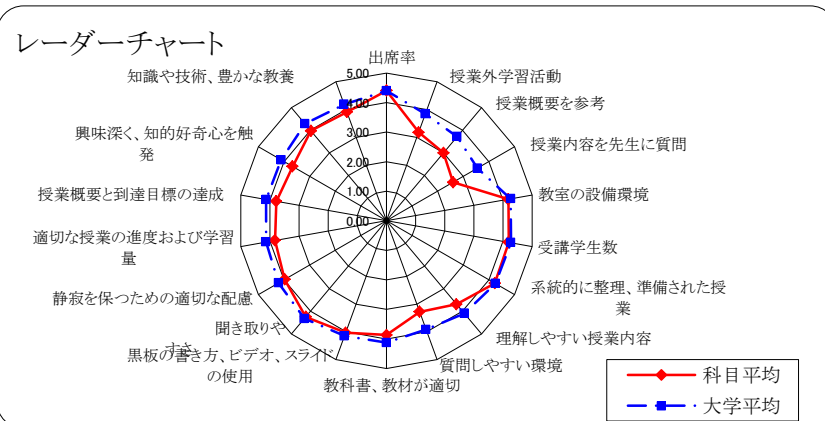 レーダーチャート
出席率
知識や技術、豊かな教養
授業外学習活動
授業概要を参考
興味深く、知的好奇心を触
発
授業内容を先生に質問
授業概要と到達目標の達成
教室の設備環境
適切な授業の進度および学習
量
受講学生数
静寂を保つための適切な配慮
系統的に整理、準備された授
業
聞き取りや
すさ
理解しやすい授業内容
黒板の書き方、ビデオ、スライド
の使用
質問しやすい環境
教科書、教材が適切
5.00
4.00
3.00
2.00
1.00
0.00
科目平均
大学平均